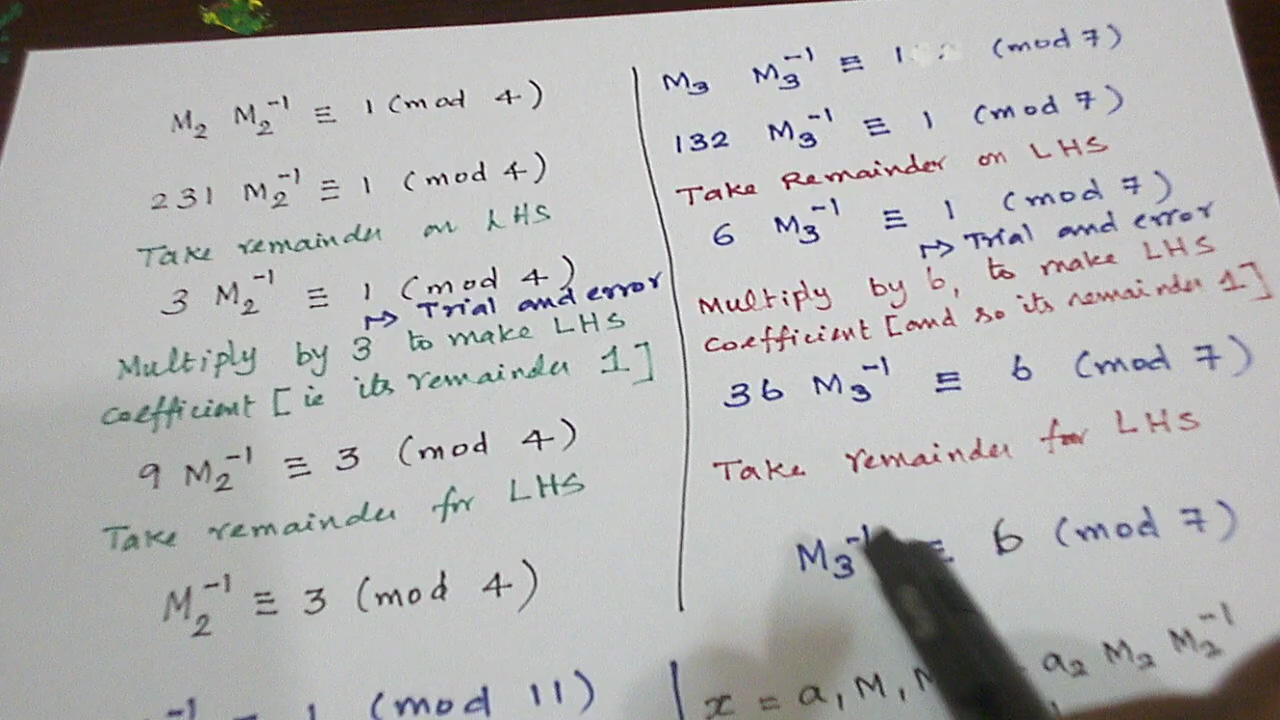 M₂ M₂⁻¹ ≡ 1 (mod 4)
231 M₂⁻¹ ≡ 1 (mod 4)
Take remainder on LHS
3 M₂⁻¹ ≡ 1 (mod 4)
↦ Trial and error
Multiply by 3 to make LHS
coefficient [ie its remainder 1]
9 M₂⁻¹ ≡ 3 (mod 4)
Take remainder for LHS
M₂⁻¹ ≡ 3 (mod 4)
⁻¹ ≡ 1 (mod 11)
M₃ M₃⁻¹ ≡ 1 (mod 7)
132 M₃⁻¹ ≡ 1 (mod 7)
Take Remainder on LHS
6 M₃⁻¹ ≡ 1 (mod 7)
↦ Trial and error
Multiply by 6, to make LHS
coefficient [and so its remainder 1]
36 M₃⁻¹ ≡ 6 (mod 7)
Take remainder for LHS
M₃⁻¹ ≡ 6 (mod 7)
x = a₁ M₁ a₂ M₂ M₂⁻¹